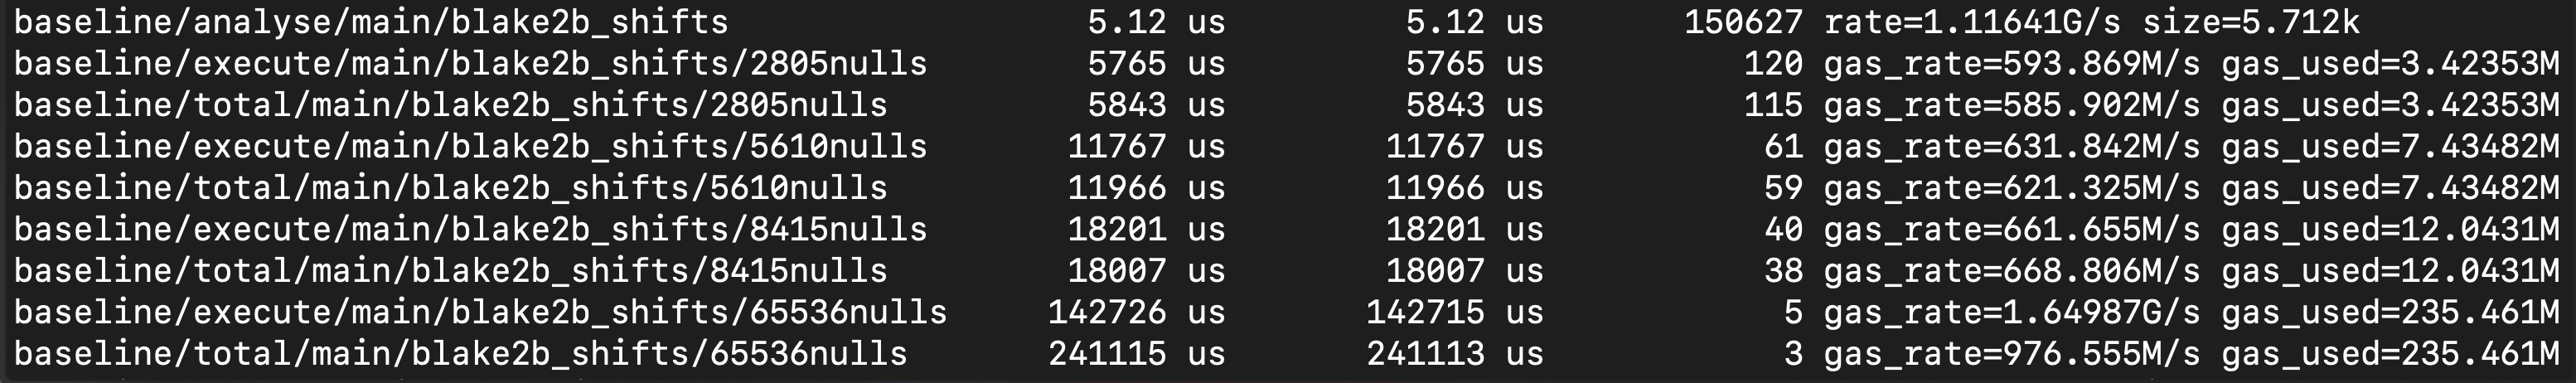 baseline/analyse/main/blake2b_shifts 5.12 us 5.12 us 150627 rate=1.11641G/s size=5.712k
baseline/execute/main/blake2b_shifts/2805nulls 5765 us 5765 us 120 gas_rate=593.869M/s gas_used=3.42353M
baseline/total/main/blake2b_shifts/2805nulls 5843 us 5843 us 115 gas_rate=585.902M/s gas_used=3.42353M
baseline/execute/main/blake2b_shifts/5610nulls 11767 us 11767 us 61 gas_rate=631.842M/s gas_used=7.43482M
baseline/total/main/blake2b_shifts/5610nulls 11966 us 11966 us 59 gas_rate=621.325M/s gas_used=7.43482M
baseline/execute/main/blake2b_shifts/8415nulls 18201 us 18201 us 40 gas_rate=661.655M/s gas_used=12.0431M
baseline/total/main/blake2b_shifts/8415nulls 18007 us 18007 us 38 gas_rate=668.806M/s gas_used=12.0431M
baseline/execute/main/blake2b_shifts/65536nulls 142726 us 142715 us 5 gas_rate=1.64987G/s gas_used=235.461M
baseline/total/main/blake2b_shifts/65536nulls 241115 us 241113 us 3 gas_rate=976.555M/s gas_used=235.461M